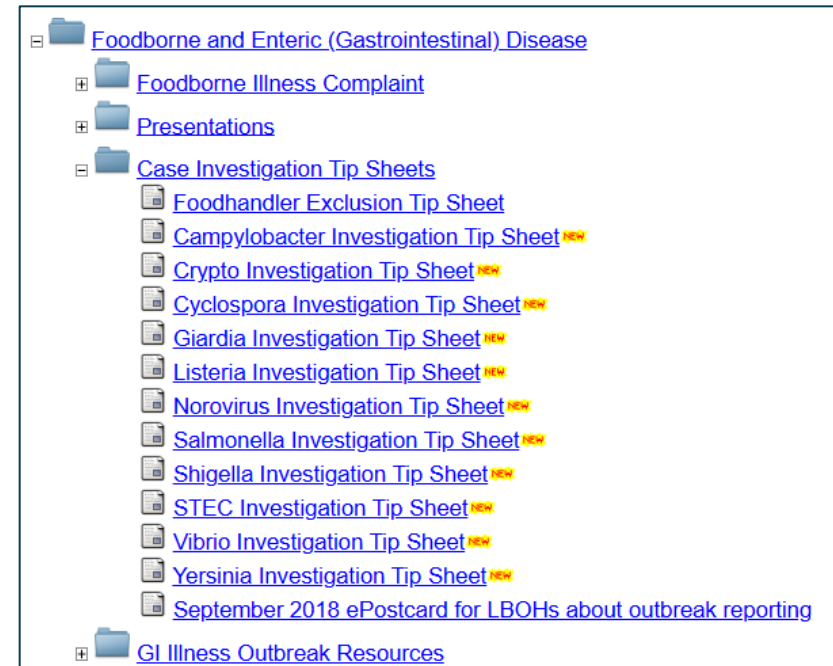 Foodborne and Enteric (Gastrointestinal) Disease
Foodborne Illness Complaint
Presentations
Case Investigation Tip Sheets
Foodhandler Exclusion Tip Sheet
Campylobacter Investigation Tip Sheet NEW
Crypto Investigation Tip Sheet NEW
Cyclospora Investigation Tip Sheet NEW
Giardia Investigation Tip Sheet NEW
Listeria Investigation Tip Sheet NEW
Norovirus Investigation Tip Sheet NEW
Salmonella Investigation Tip Sheet NEW
Shigella Investigation Tip Sheet NEW
STEC Investigation Tip Sheet NEW
Vibrio Investigation Tip Sheet NEW
Yersinia Investigation Tip Sheet NEW
September 2018 ePostcard for LBOHs about outbreak reporting
GI Illness Outbreak Resources